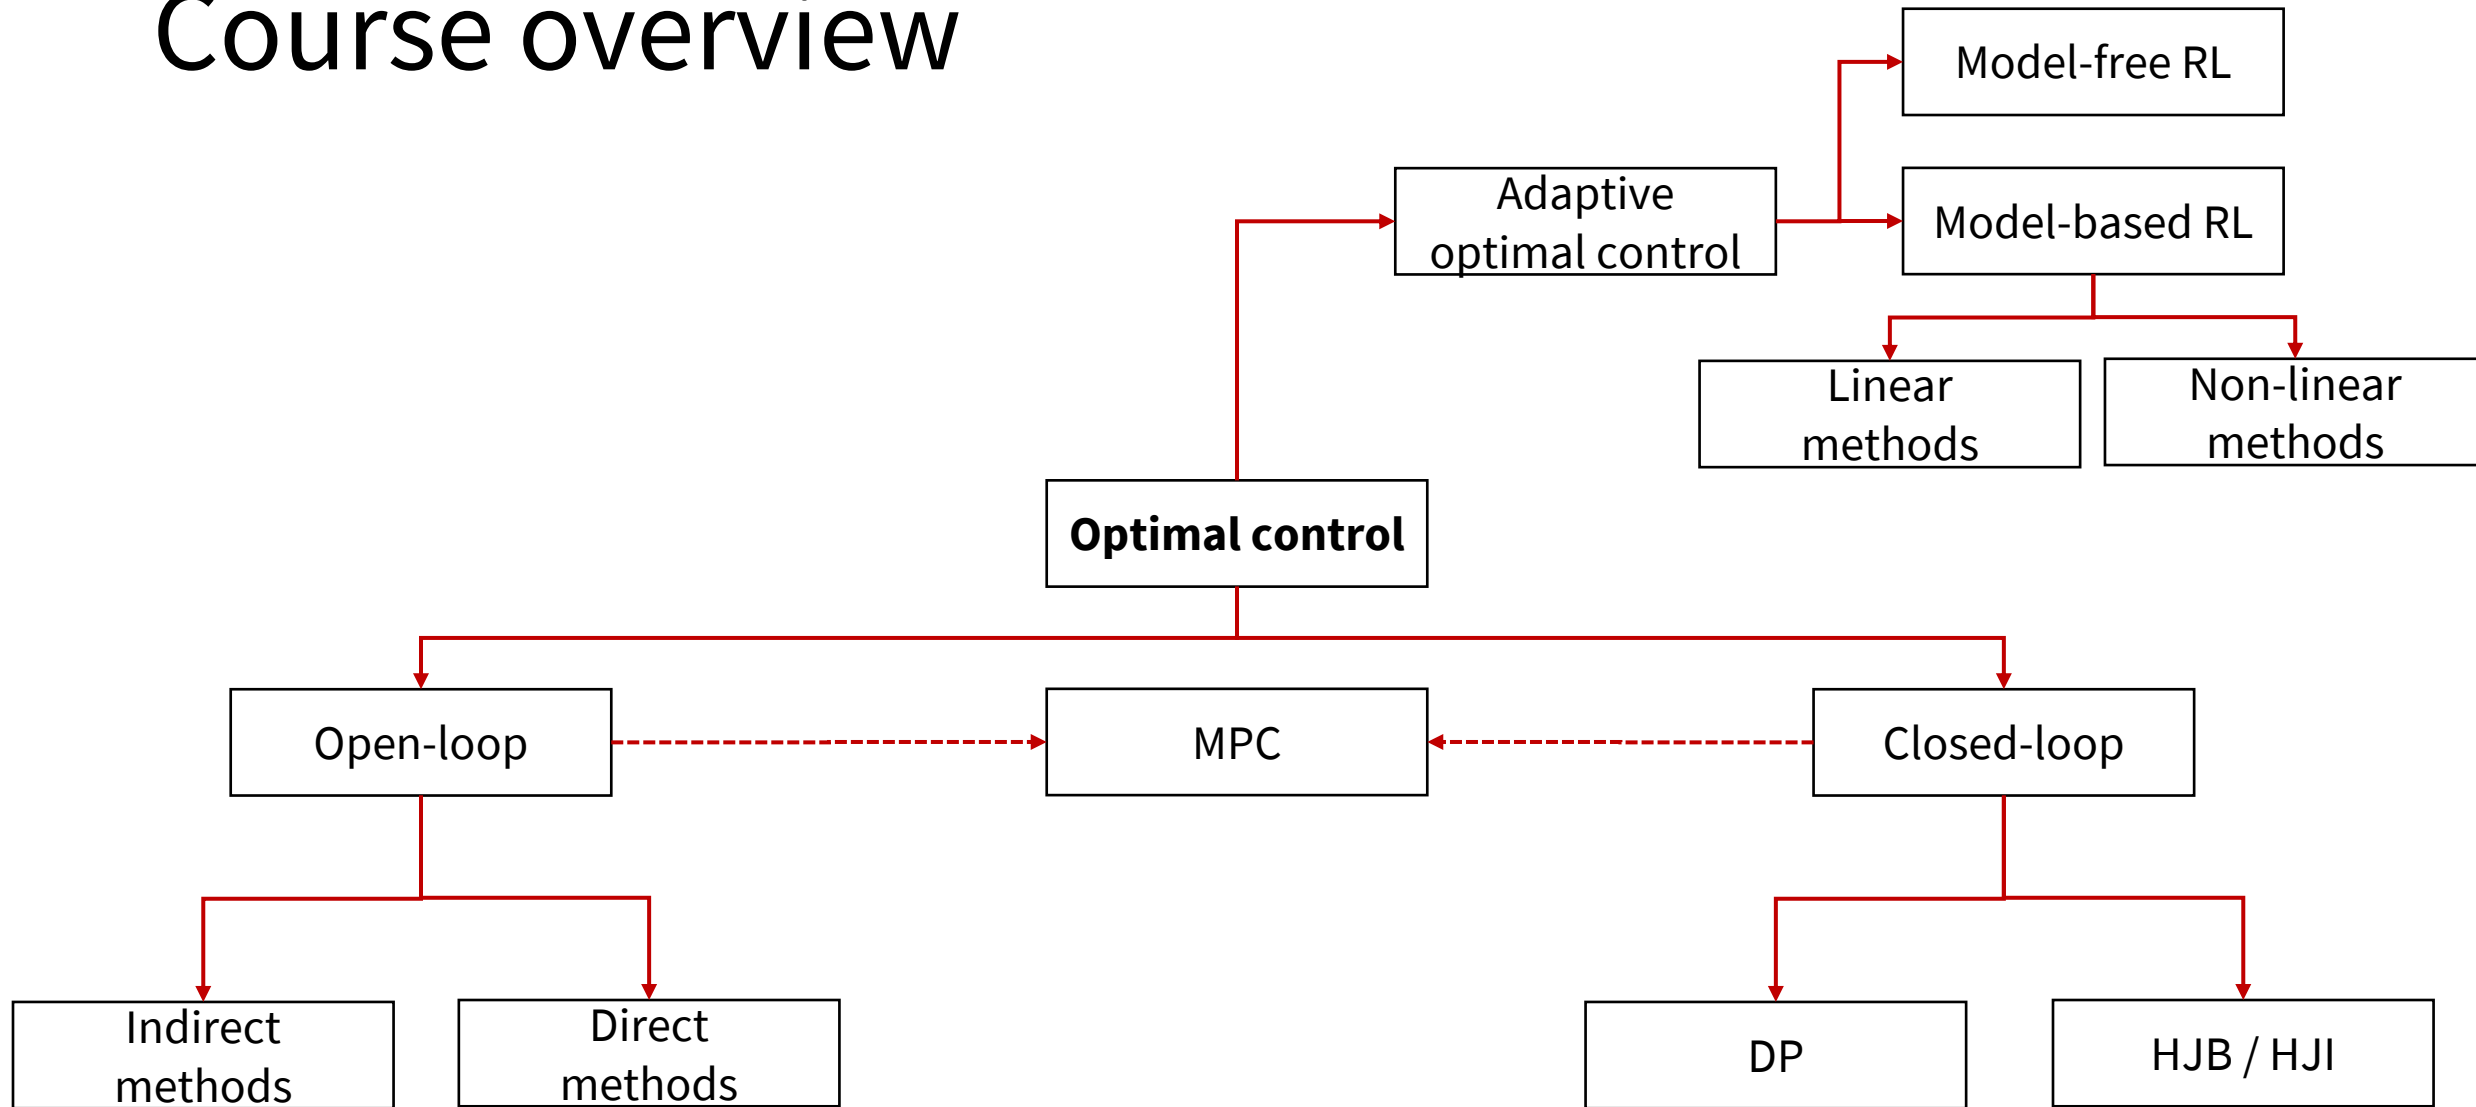 Course overview
Model-free RL
Adaptive
optimal control
Model-based RL
Linear
methods
Non-linear
methods
Optimal control
Open-loop
MPC
Closed-loop
Indirect
methods
Direct
methods
DP
HJB / HJI